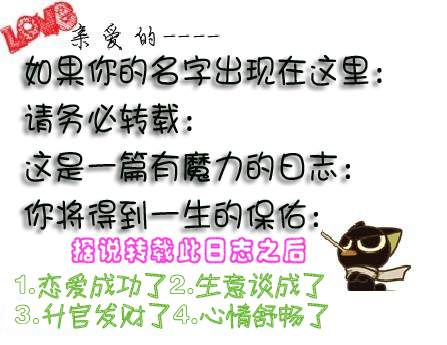 LOVE
亲爱的----
如果你的名字出现在这里:
请务必转载:
这是一篇有魔力的日志:
你将得到一生的保佑:
据说转载此日志之后
1.恋爱成功了2.生意谈成了
3.升官发财了4.心情舒畅了